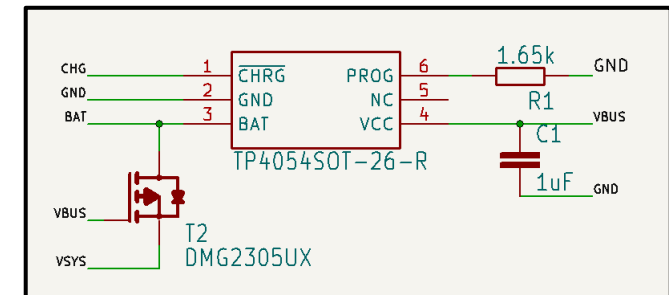 1.65k
CHG 1 CHRG PROG 6 GND
R1
GND 2 GND NC 5
BAT 3 BAT VCC 4 VBUS
C1
TP4054SOT-26-R
1uF GND
VBUS
T2
VSYS DMG2305UX